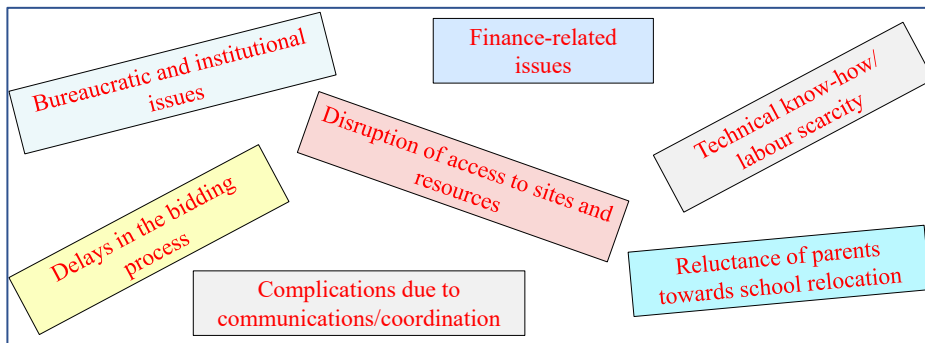 Bureaucratic and institutional
issues
Finance-related
issues
Technical know-how/
labour scarcity
Disruption of access to sites and
resources
Delays in the bidding
process
Complications due to
communications/coordination
Reluctance of parents
towards school relocation